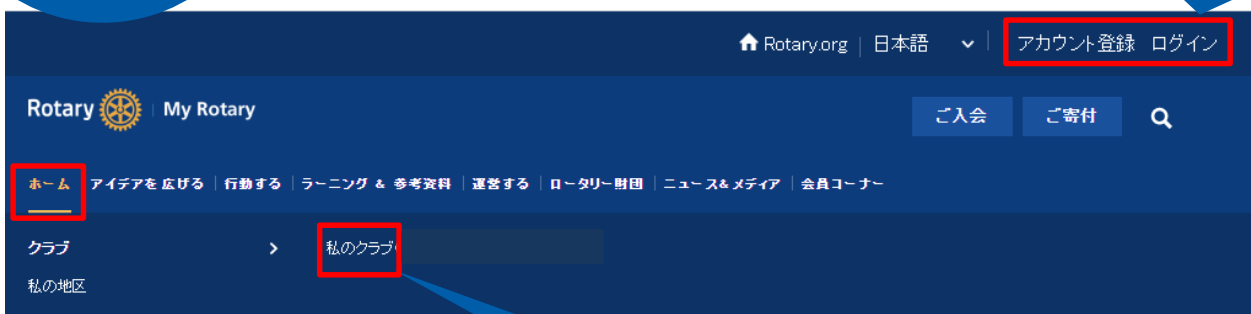 Rotary.org | 日本語 | アカウント登録 ログイン
Rotary | My Rotary ご入会 ご寄付
ホーム アイデアを広げる 行動する ラーニング & 参考資料 運営する ロータリー財団 ニュース&メディア 会員コーナー
クラブ > 私のクラブ
私の地区